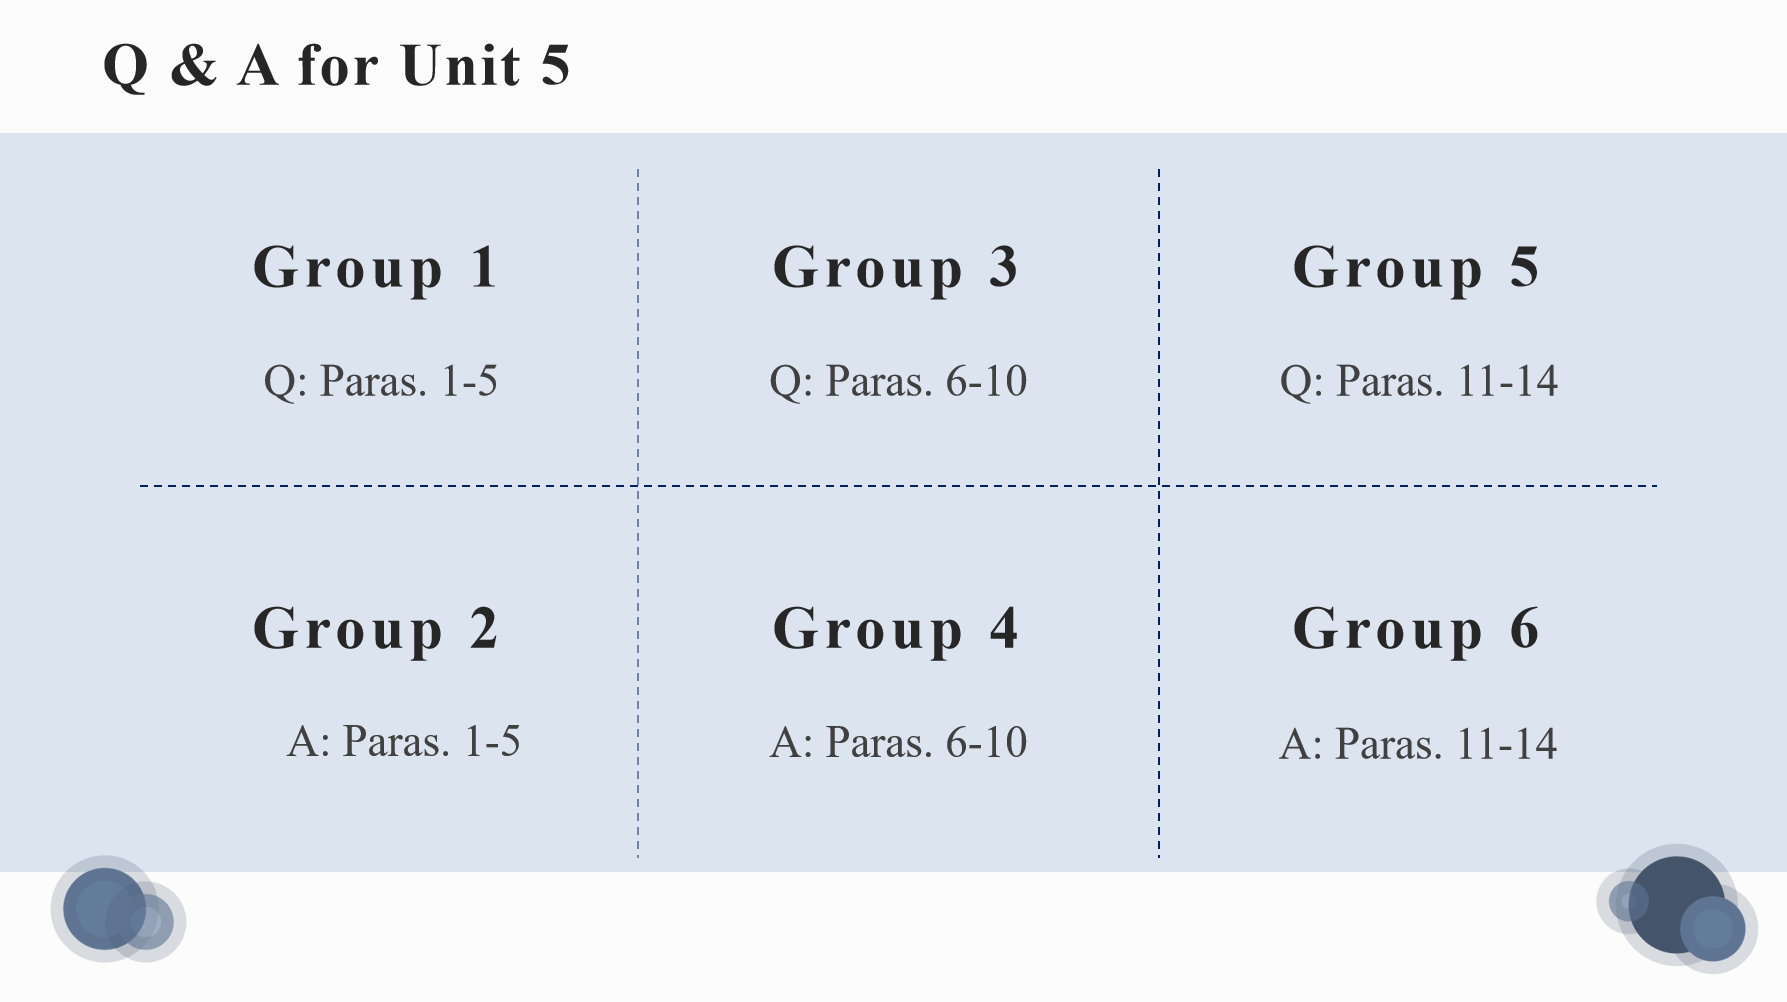 Q & A for Unit 5
Group 1
Q: Paras. 1-5
Group 3
Q: Paras. 6-10
Group 5
Q: Paras. 11-14
Group 2
A: Paras. 1-5
Group 4
A: Paras. 6-10
Group 6
A: Paras. 11-14